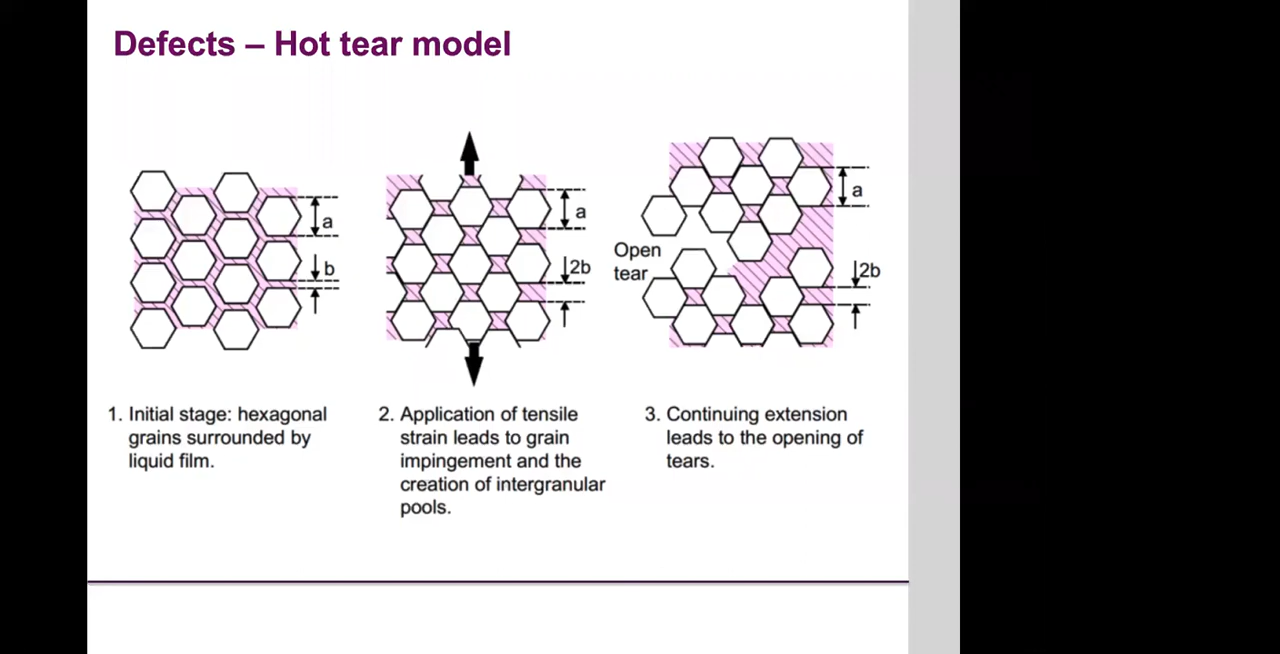 Defects – Hot tear model
a
b
a
2b
Open
tear
a
2b
1. Initial stage: hexagonal
grains surrounded by
liquid film.
2. Application of tensile
strain leads to grain
impingement and the
creation of intergranular
pools.
3. Continuing extension
leads to the opening of
tears.